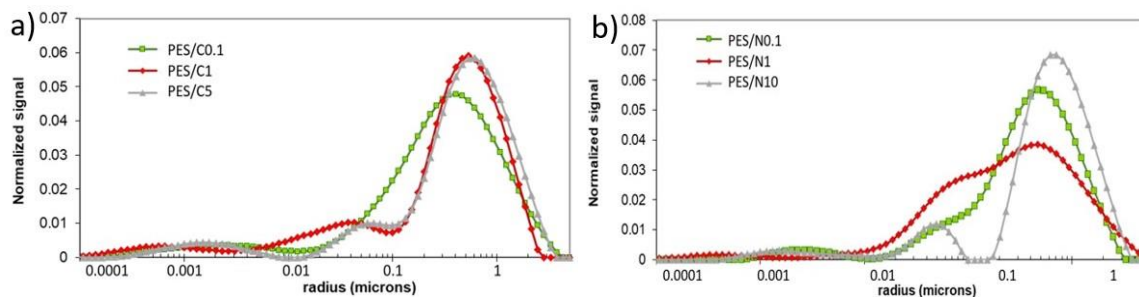 a)
PES/C0.1
PES/C1
PES/C5
Normalized signal
0.07
0.06
0.05
0.04
0.03
0.02
0.01
0
0.0001 0.001 0.01 0.1 1
radius (microns)
b)
PES/N0.1
PES/N1
PES/N10
Normalized signal
0.08
0.07
0.06
0.05
0.04
0.03
0.02
0.01
0.00
0.0001 0.001 0.01 0.1 1
radius (microns)